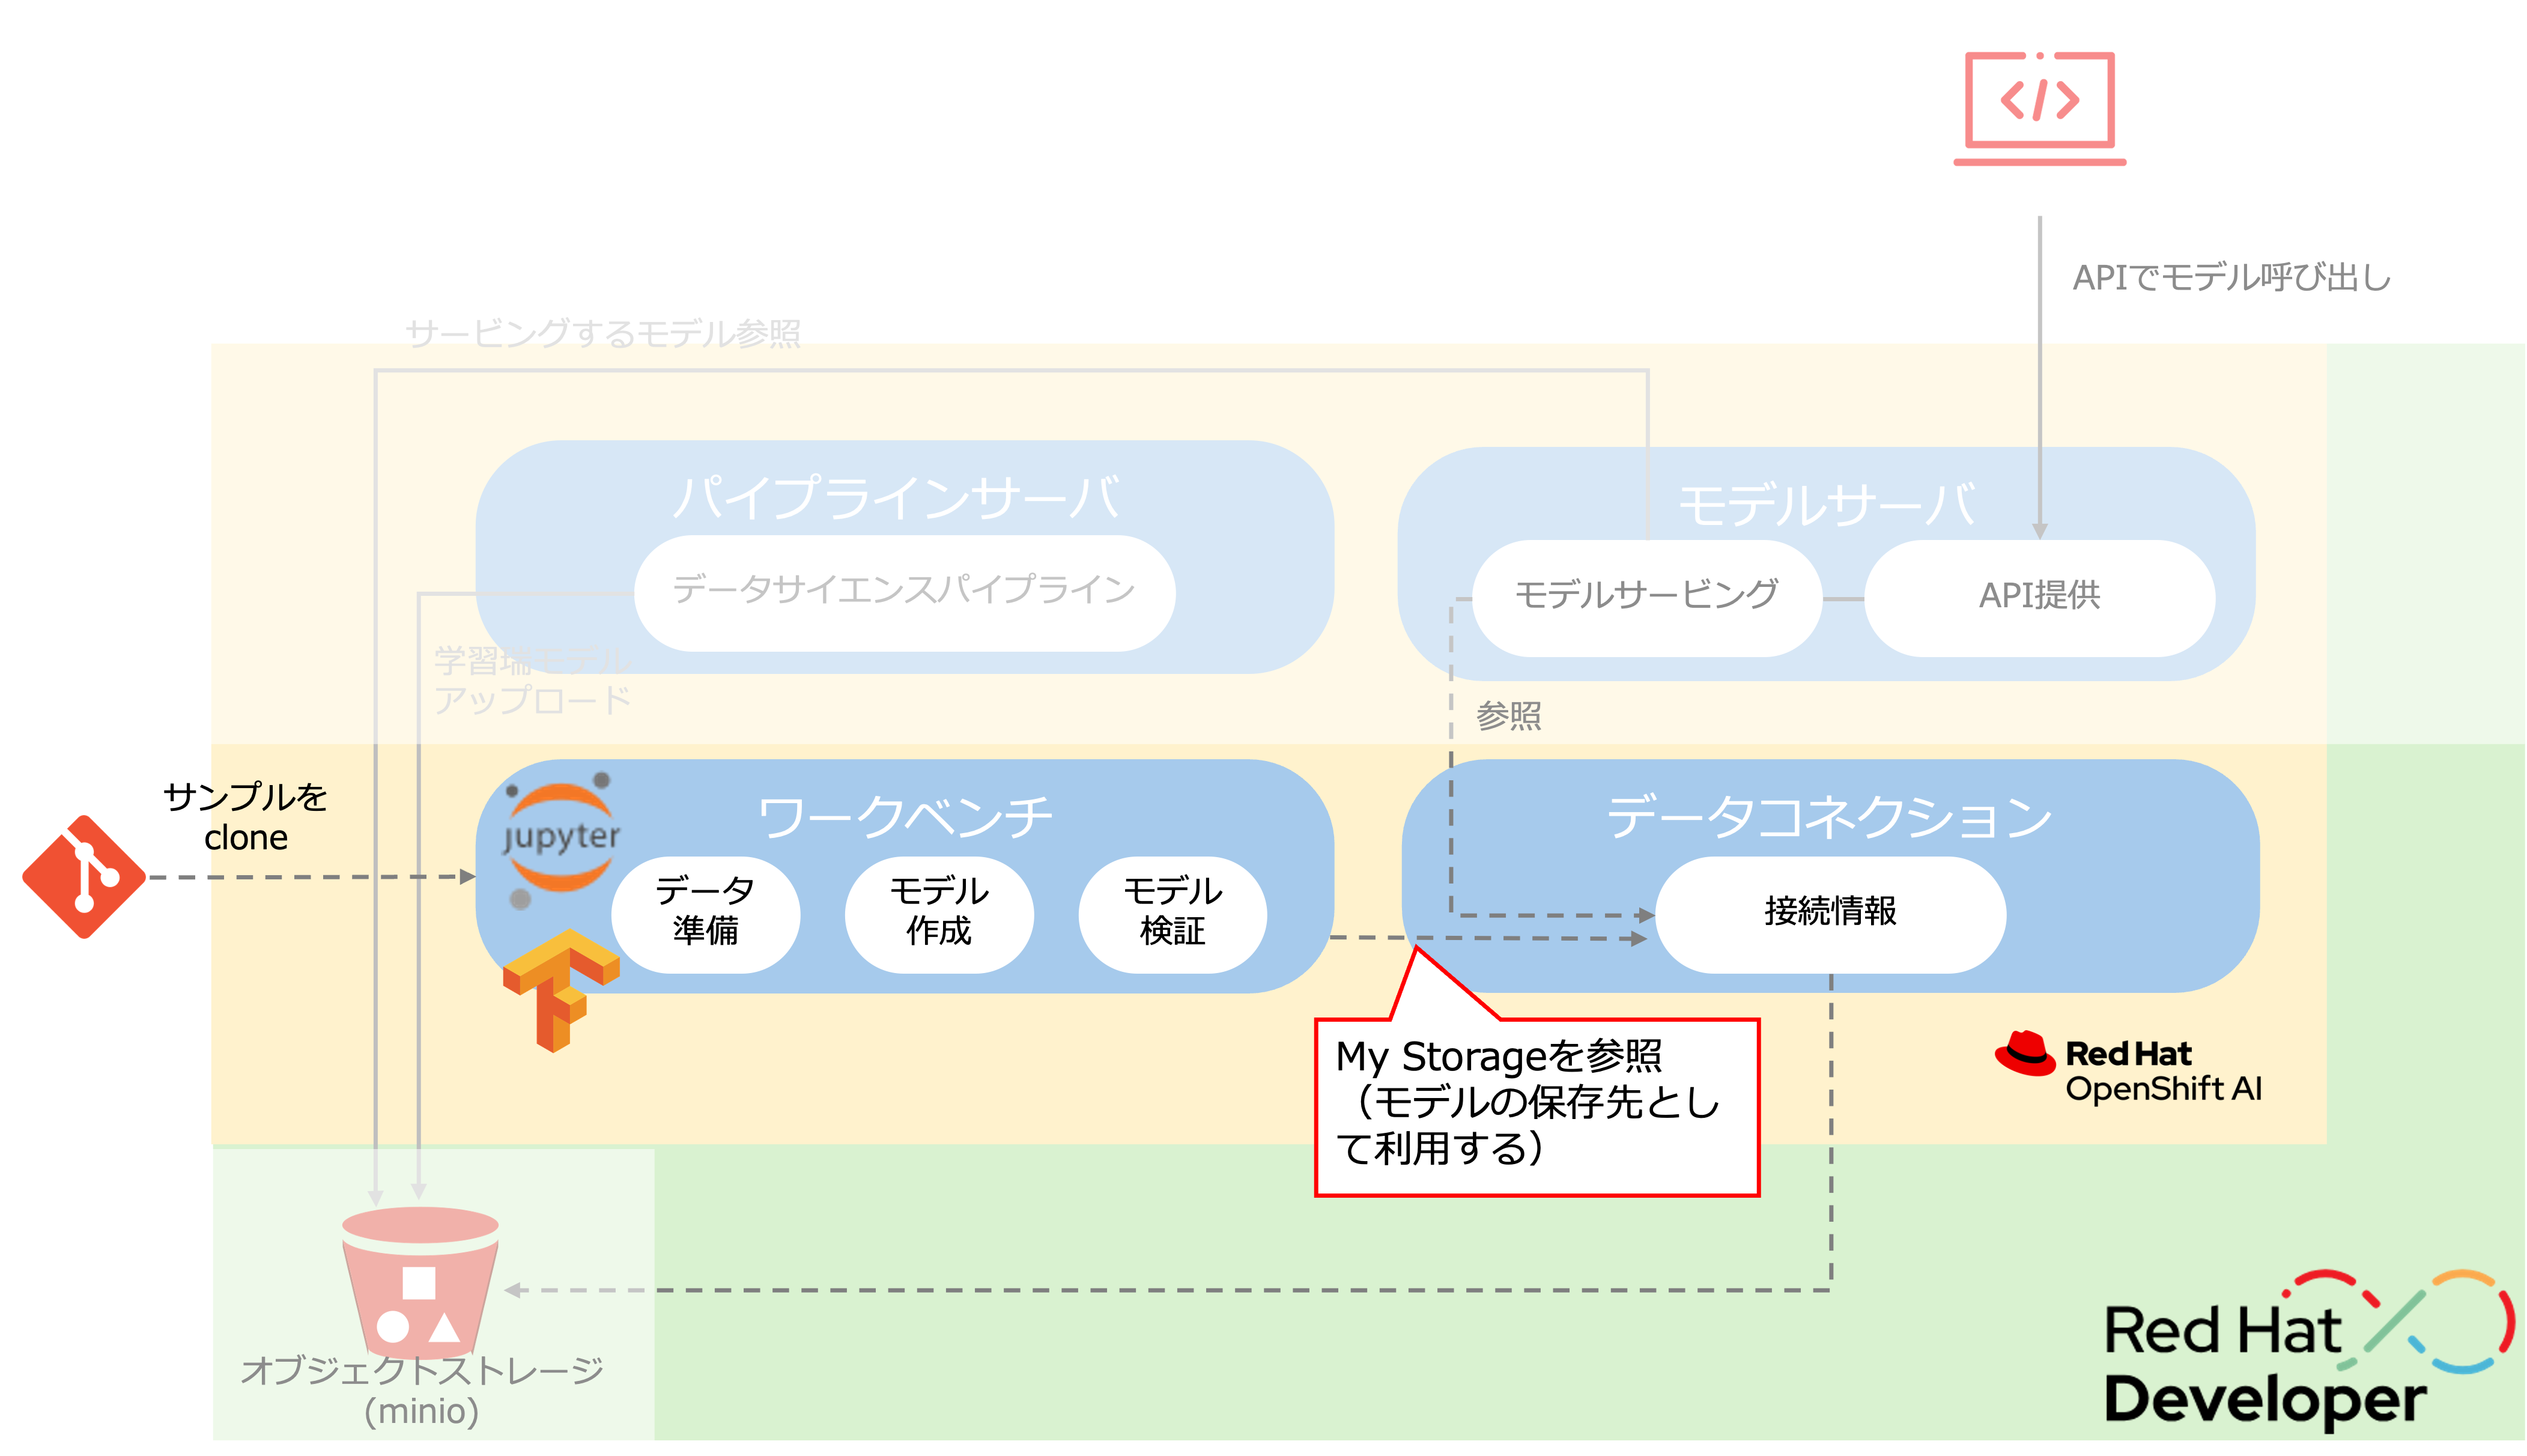 APIでモデル呼び出し
サービングするモデル参照
パイプラインサーバ
データサイエンスパイプライン
モデルサーバ
モデルサービング
API提供
学習瑞モデル
アップロード
参照
サンプルを
clone
jupyter
ワークベンチ
データ
準備
モデル
作成
モデル
検証
データコネクション
接続情報
My Storageを参照
（モデルの保存先とし
て利用する）
Red Hat
OpenShift AI
オブジェクトストレージ
(minio)
Red Hat
Developer